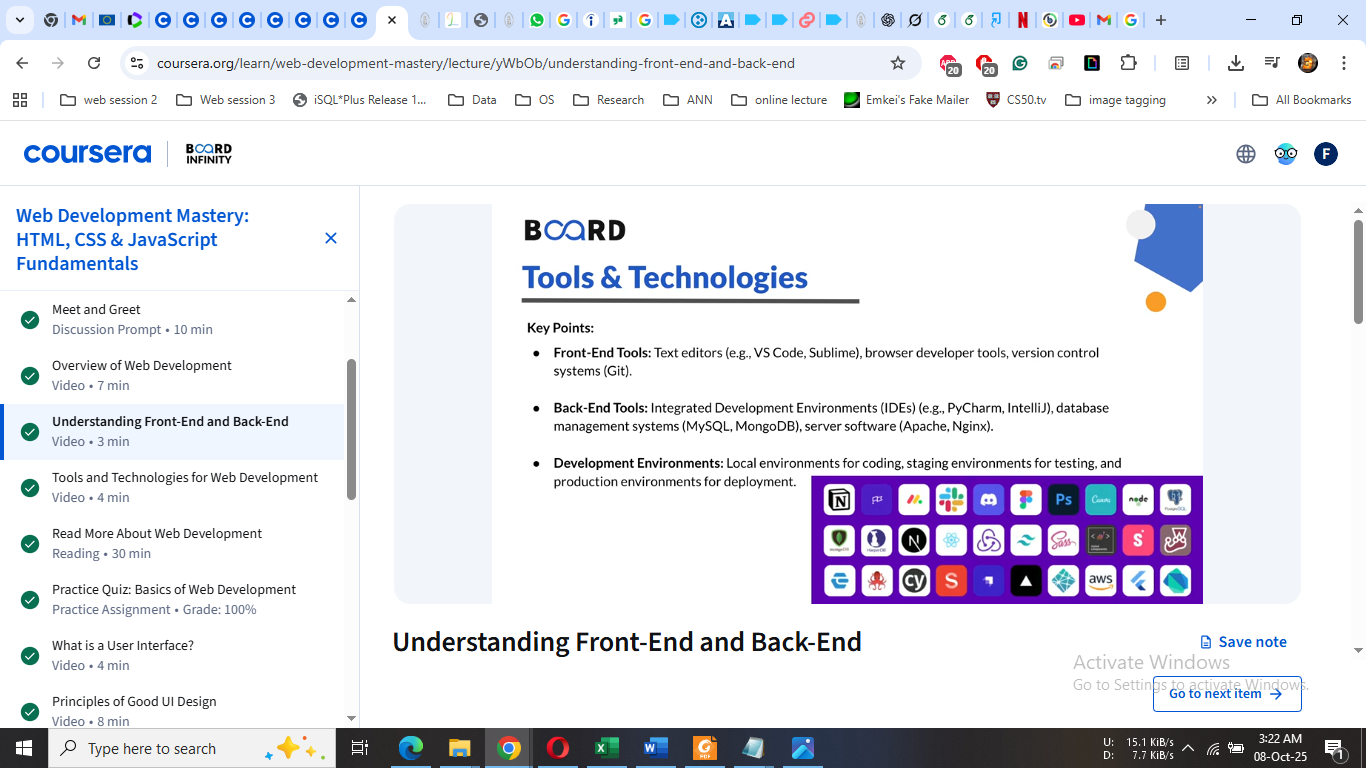 coursera.org/learn/web-development-mastery/lecture/yWbOb/understanding-front-end-and-back-end
20
20
web session 2
Web session 3
iSQL*Plus Release 1...
Data
OS
Research
ANN
online lecture
Emkei's Fake Mailer
CS50.tv
image tagging
»
All Bookmarks
coursera
BOARD
INFINITY
F
Web Development Mastery:
HTML, CSS & JavaScript
Fundamentals
Meet and Greet
Discussion Prompt • 10 min
Overview of Web Development
Video • 7 min
Understanding Front-End and Back-End
Video • 3 min
Tools and Technologies for Web Development
Video • 4 min
Read More About Web Development
Reading • 30 min
Practice Quiz: Basics of Web Development
Practice Assignment • Grade: 100%
What is a User Interface?
Video • 4 min
Principles of Good UI Design
Video • 8 min
BOARD
Tools & Technologies
Key Points:
● Front-End Tools: Text editors (e.g., VS Code, Sublime), browser developer tools, version control
systems (Git).
● Back-End Tools: Integrated Development Environments (IDEs) (e.g., PyCharm, IntelliJ), database
management systems (MySQL, MongoDB), server software (Apache, Nginx).
● Development Environments: Local environments for coding, staging environments for testing, and
production environments for deployment.
Ps
Canva
node
PostgreSQL
Sass
cy
S
aws
Understanding Front-End and Back-End
Save note
Activate Windows
Go to Settings to activate Windows.
Go to next item
Type here to search
U: 15.1 KiB/s
D: 7.7 KiB/s
3:22 AM
08-Oct-25
1